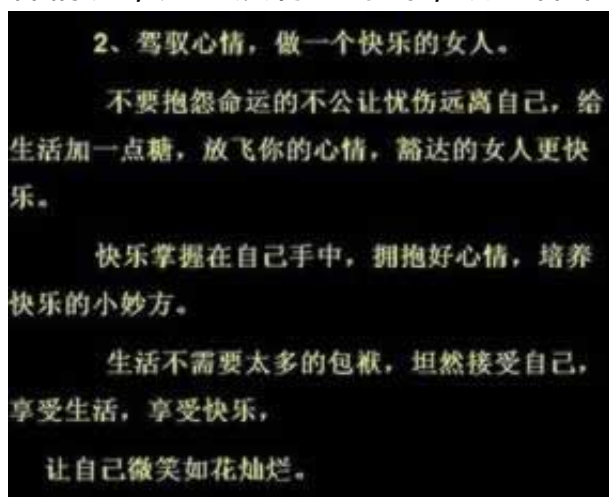 2、驾驭心情，做一个快乐的女人。
不要抱怨命运的不公让忧伤远离自己，给
生活加一点糖，放飞你的心情，豁达的女人更快
乐。
快乐掌握在自己手中，拥抱好心情，培养
快乐的小妙方。
生活不需要太多的包袱，坦然接受自己，
享受生活，享受快乐，
让自己微笑如花灿烂。